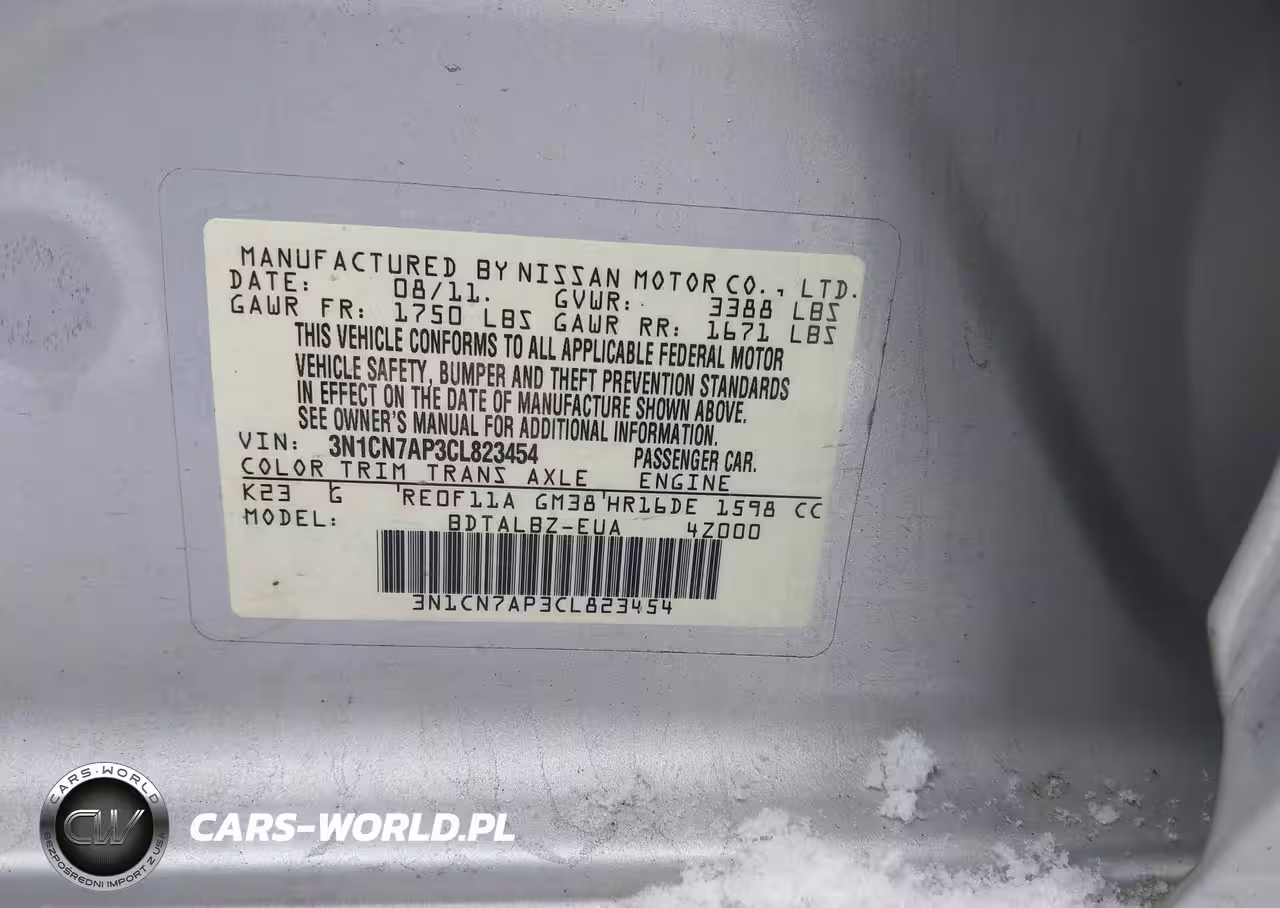 MANUFACTURED BY NISSAN MOTOR CO., LTD.
DATE: 08/11. GVWR: 3388 LBS
GAWR FR: 1750 LBS GAWR RR: 1671 LBS
THIS VEHICLE CONFORMS TO ALL APPLICABLE FEDERAL MOTOR
VEHICLE SAFETY, BUMPER AND THEFT PREVENTION STANDARDS
IN EFFECT ON THE DATE OF MANUFACTURE SHOWN ABOVE.
SEE OWNER'S MANUAL FOR ADDITIONAL INFORMATION.
VIN: 3N1CN7AP3CL823454 PASSENGER CAR.
COLOR TRIM TRANS AXLE ENGINE
K23 G RE0F11A GM38 HR16DE 1598 CC
MODEL: BDTALBZ-EUA 4Z000
3N1CN7AP3CL823454
CARS-WORLD
CW
BEZPOŚREDNI IMPORT Z USA
CARS-WORLD.PL